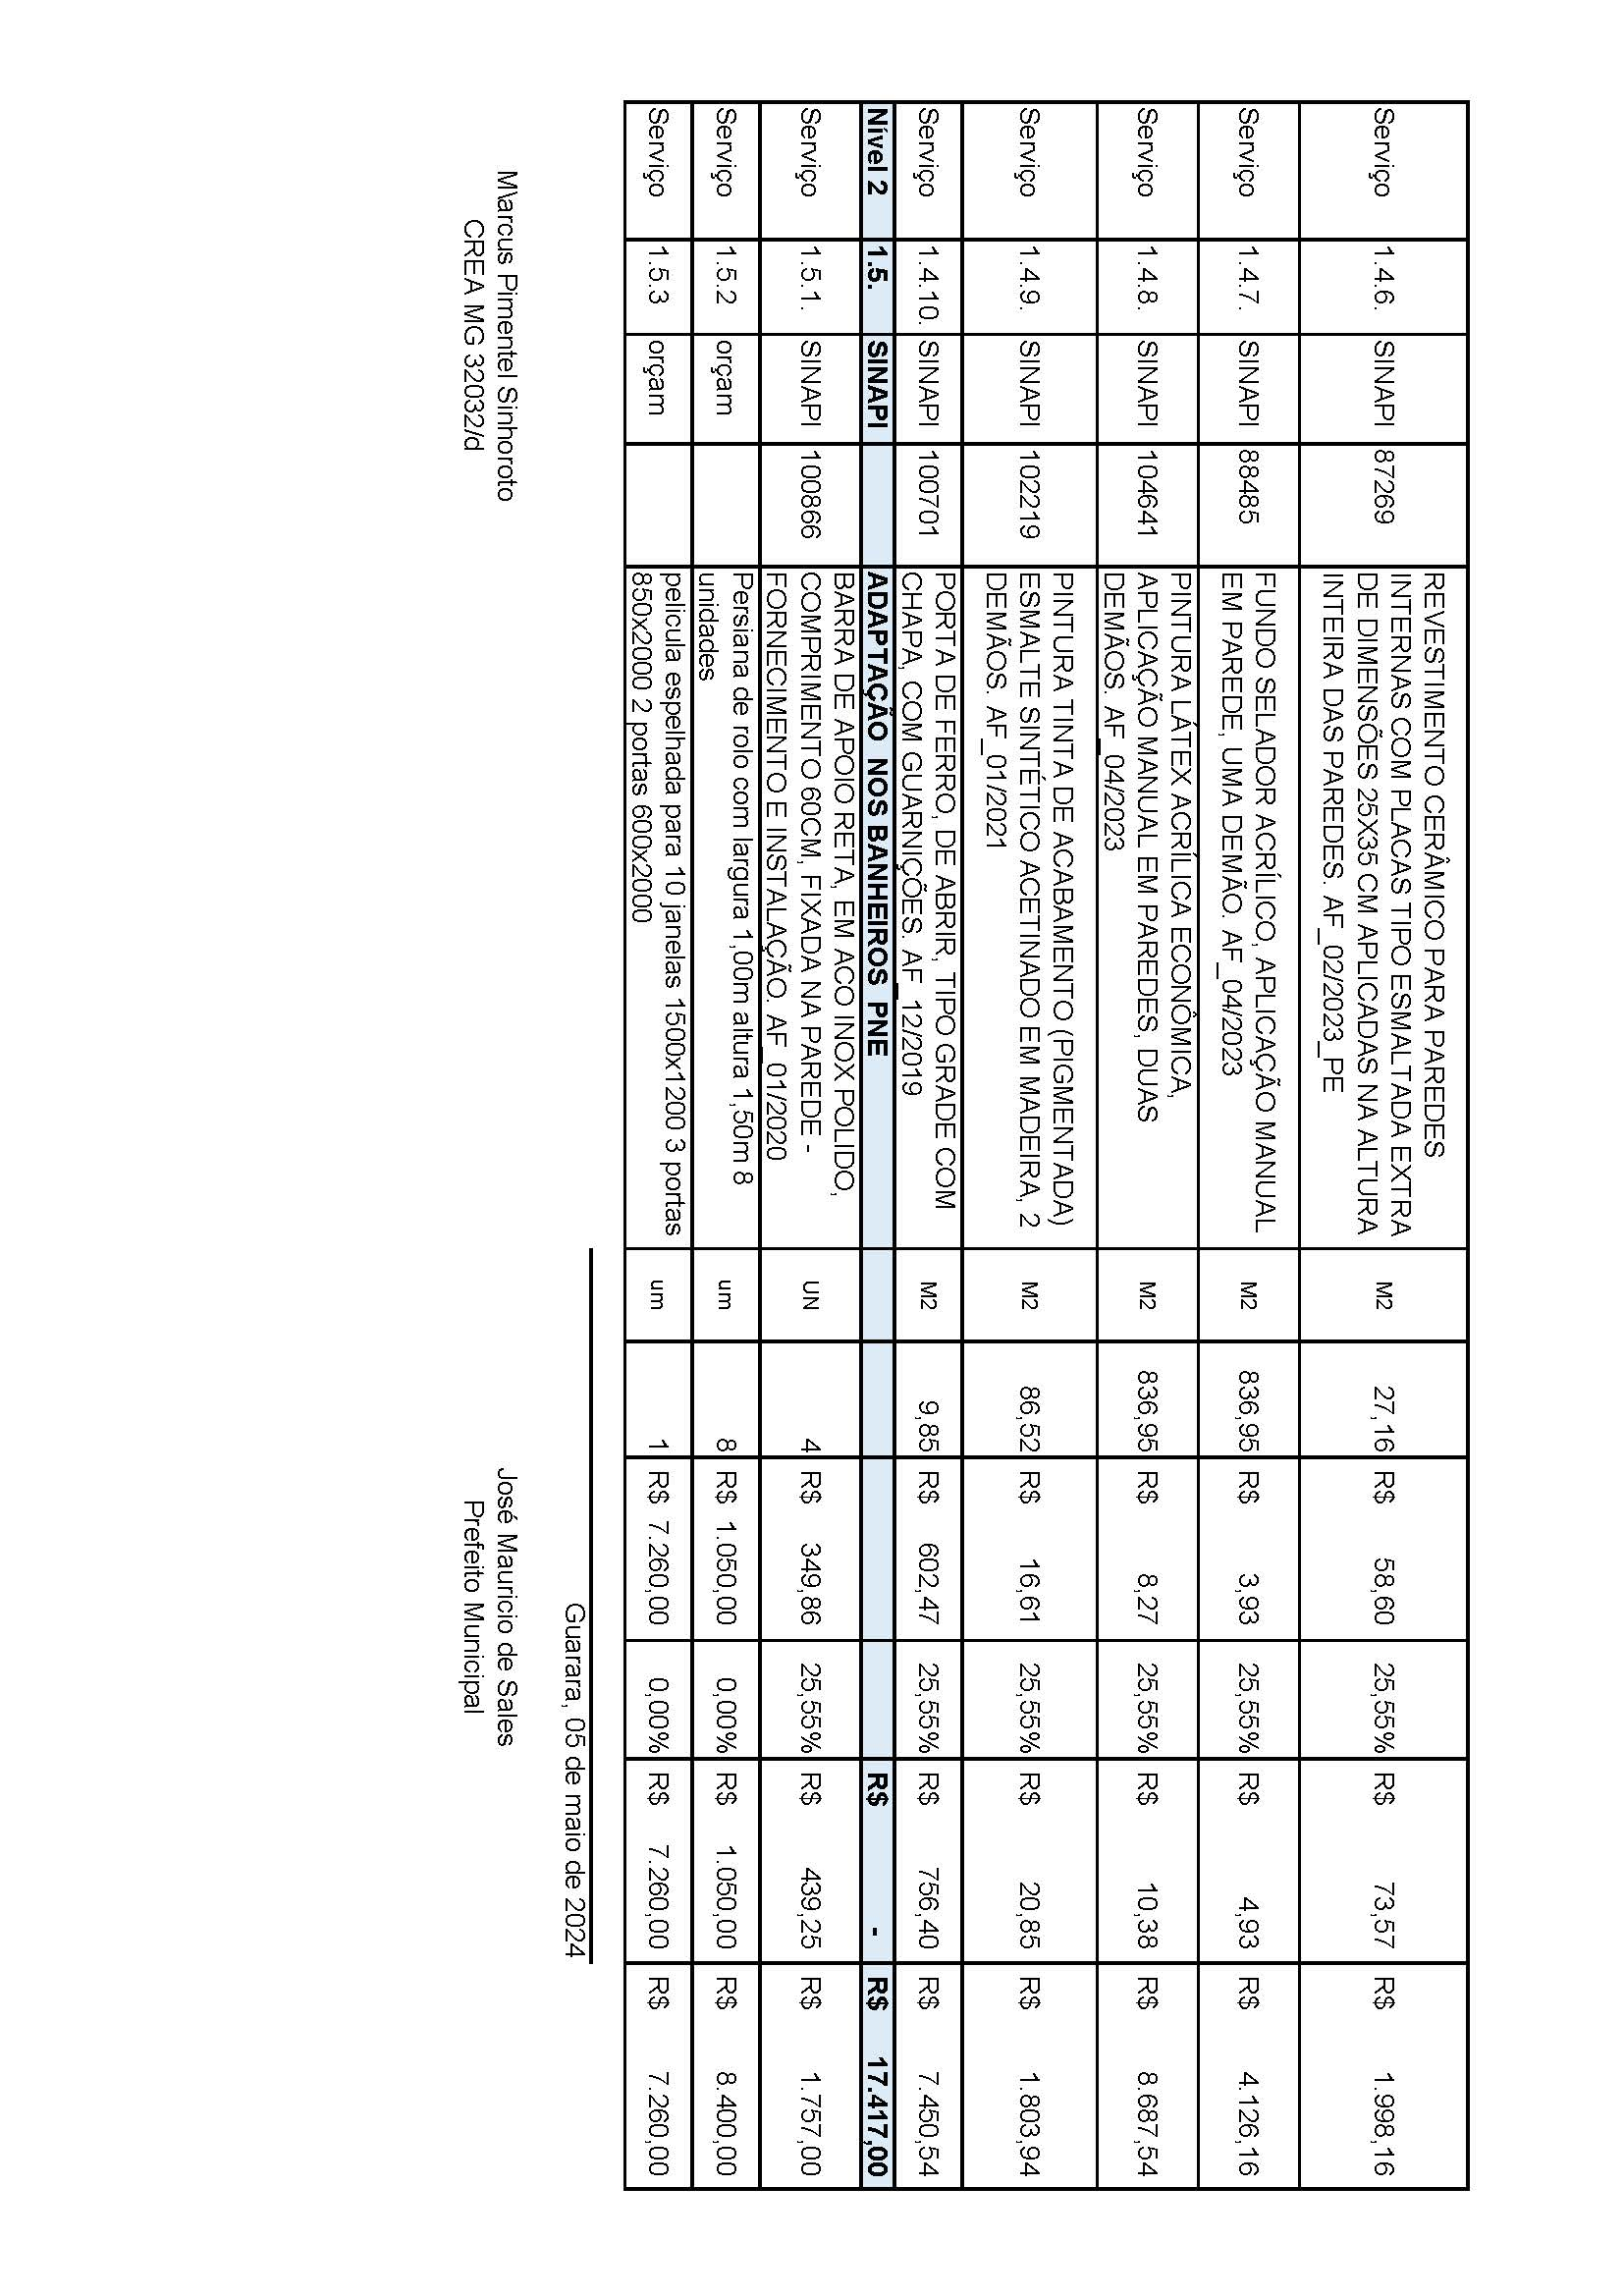 Serviço 1.4.6. SINAPI 87269 REVESTIMENTO CERÂMICO PARA PAREDES
INTERNAS COM PLACAS TIPO ESMALTADA EXTRA
DE DIMENSÕES 25X35 CM APLICADAS NA ALTURA
INTEIRA DAS PAREDES. AF_02/2023_PE M2 27,16 R$ 58,60 25,55% R$ 73,57 R$ 1.998,16
Serviço 1.4.7. SINAPI 88485 FUNDO SELADOR ACRÍLICO, APLICAÇÃO MANUAL
EM PAREDE, UMA DEMÃO. AF_04/2023 M2 836,95 R$ 3,93 25,55% R$ 4,93 R$ 4.126,16
Serviço 1.4.8. SINAPI 104641 PINTURA LÁTEX ACRÍLICA ECONÔMICA,
APLICAÇÃO MANUAL EM PAREDES, DUAS
DEMÃOS. AF_04/2023 M2 836,95 R$ 8,27 25,55% R$ 10,38 R$ 8.687,54
Serviço 1.4.9. SINAPI 102219 PINTURA TINTA DE ACABAMENTO (PIGMENTADA)
ESMALTE SINTÉTICO ACETINADO EM MADEIRA, 2
DEMÃOS. AF_01/2021 M2 86,52 R$ 16,61 25,55% R$ 20,85 R$ 1.803,94
Serviço 1.4.10. SINAPI 100701 PORTA DE FERRO, DE ABRIR, TIPO GRADE COM
CHAPA, COM GUARNIÇÕES. AF_12/2019 M2 9,85 R$ 602,47 25,55% R$ 756,40 R$ 7.450,54
Nível 2 1.5. SINAPI ADAPTAÇÃO NOS BANHEIROS PNE R$ - R$ 17.417,00
Serviço 1.5.1. SINAPI 100866 BARRA DE APOIO RETA, EM ACO INOX POLIDO,
COMPRIMENTO 60CM, FIXADA NA PAREDE -
FORNECIMENTO E INSTALAÇÃO. AF_01/2020 UN 4 R$ 349,86 25,55% R$ 439,25 R$ 1.757,00
Serviço 1.5.2 orçam Persiana de rolo com largura 1,00m altura 1,50m 8
unidades um 8 R$ 1.050,00 0,00% R$ 1.050,00 R$ 8.400,00
Serviço 1.5.3 orçam pelicula espelhada para 10 janelas 1500x1200 3 portas
850x2000 2 portas 600x2000 um 1 R$ 7.260,00 0,00% R$ 7.260,00 R$ 7.260,00
Guarara, 05 de maio de 2024
M\arcus Pimentel Sinhoroto José Mauricio de Sales
CREA MG 32032/d Prefeito Municipal